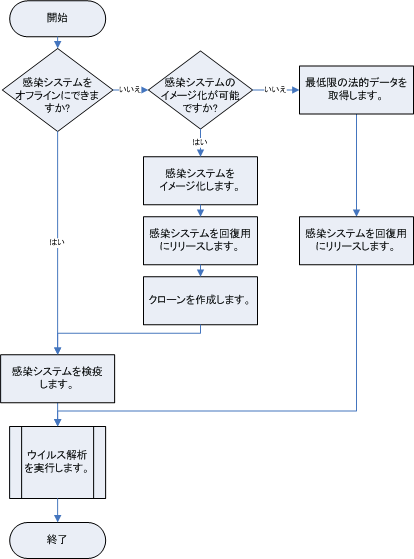 開始
感染システムを
オフラインにできま
すか?
いいえ
感染システムの
イメージ化が可能
ですか?
いいえ
最低限の法的データを
取得します。
はい
感染システムを
イメージ化します。
感染システムを回復用
にリリースします。
感染システムを回復用
にリリースします。
はい
クローンを作成します。
感染システムを検疫
します。
ウイルス解析
を実行します。
終了